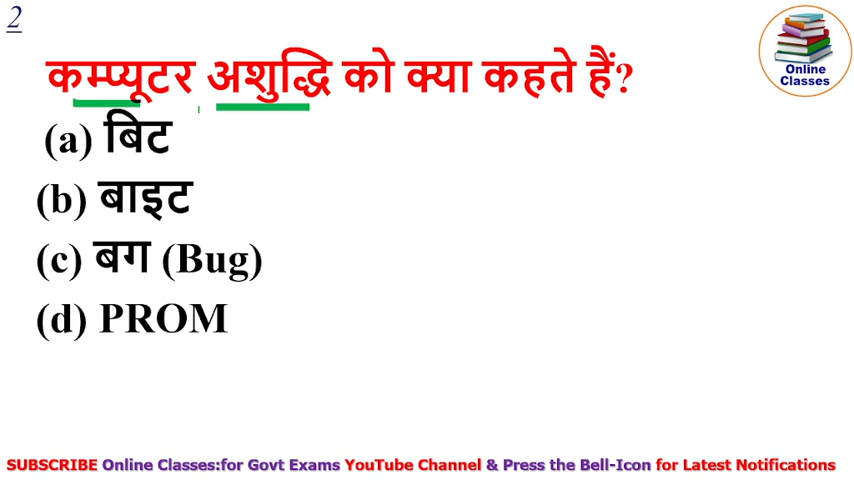 2
Online
Classes
कम्प्यूटर अशुद्धि को क्या कहते हैं?
(a) बिट
(b) बाइट
(c) बग (Bug)
(d) PROM
SUBSCRIBE Online Classes:for Govt Exams YouTube Channel & Press the Bell-Icon for Latest Notifications